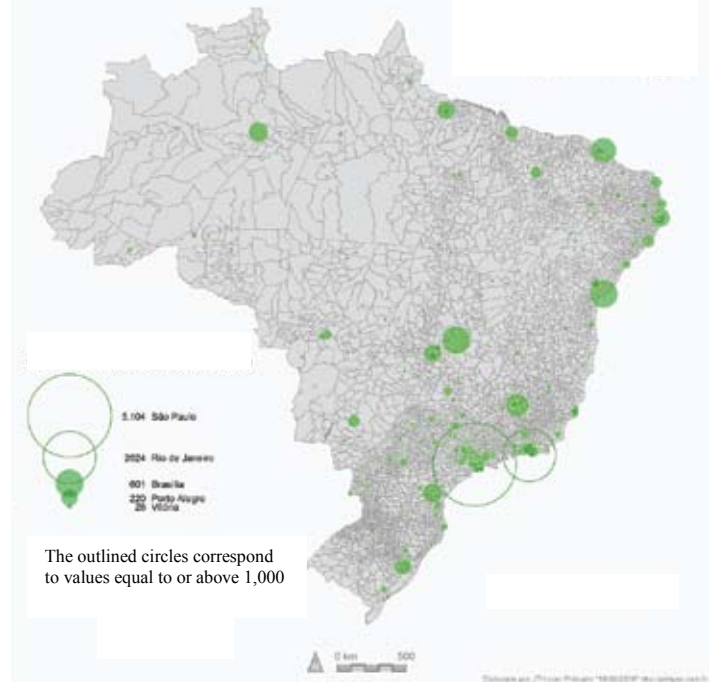 5.104 São Paulo
2024 Rio de Janeiro
601 Brasília
220 Porto Alegre
28 Vitória
The outlined circles correspond
to values equal to or above 1,000
0 km 500